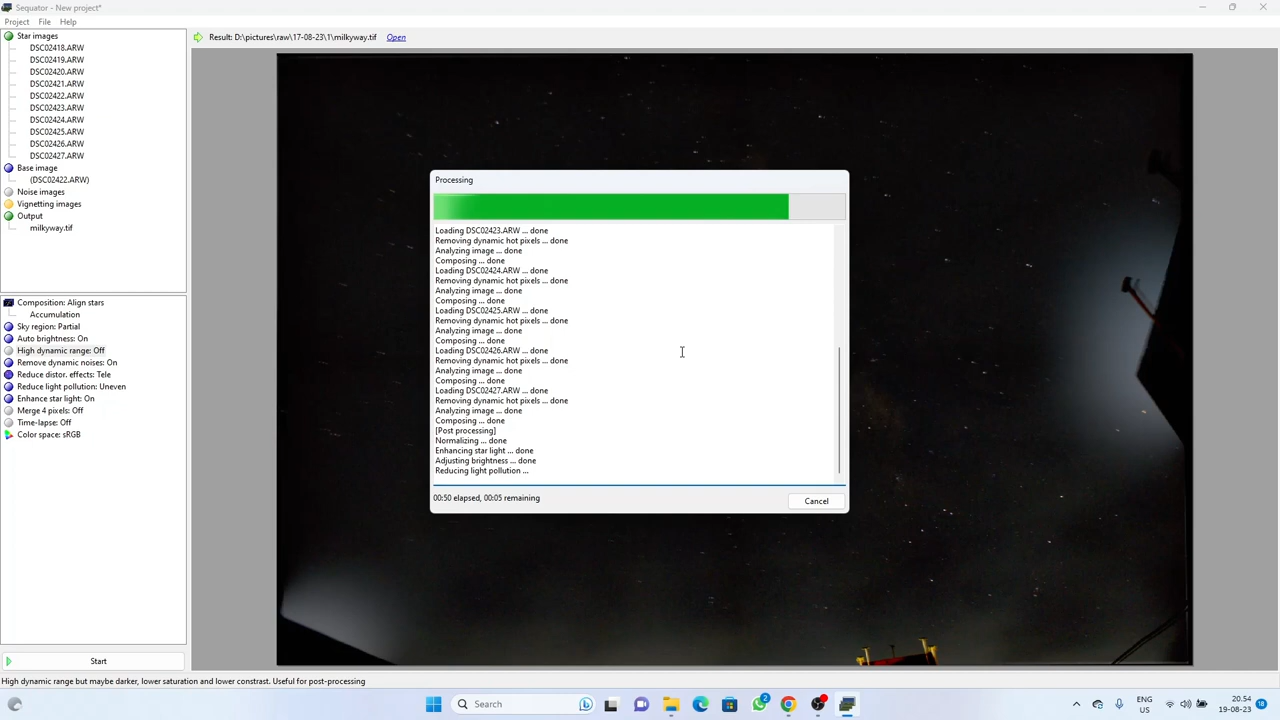 Sequator - New project*
Project File Help
Star images
DSC02418.ARW
DSC02419.ARW
DSC02420.ARW
DSC02421.ARW
DSC02422.ARW
DSC02423.ARW
DSC02424.ARW
DSC02425.ARW
DSC02426.ARW
DSC02427.ARW
Base image
(DSC02422.ARW)
Noise images
Vignetting images
Output
milkyway.tif
Composition: Align stars
Accumulation
Sky region: Partial
Auto brightness: On
High dynamic range: Off
Remove dynamic noises: On
Reduce distor. effects: Tele
Reduce light pollution: Uneven
Enhance star light: On
Merge 4 pixels: Off
Time-lapse: Off
Color space: sRGB
Start
Result: D:\pictures\raw\17-08-23\1\milkyway.tif Open
Processing
Loading DSC02423.ARW ... done
Removing dynamic hot pixels ... done
Analyzing image ... done
Composing ... done
Loading DSC02424.ARW ... done
Removing dynamic hot pixels ... done
Analyzing image ... done
Composing ... done
Loading DSC02425.ARW ... done
Removing dynamic hot pixels ... done
Analyzing image ... done
Composing ... done
Loading DSC02426.ARW ... done
Removing dynamic hot pixels ... done
Analyzing image ... done
Composing ... done
Loading DSC02427.ARW ... done
Removing dynamic hot pixels ... done
Analyzing image ... done
Composing ... done
[Post processing]
Normalizing ... done
Enhancing star light ... done
Adjusting brightness ... done
Reducing light pollution ...
00:50 elapsed, 00:05 remaining
Cancel
High dynamic range but maybe darker, lower saturation and lower constrast. Useful for post-processing
Search
2
ENG
US
20.54
19-08-23
18